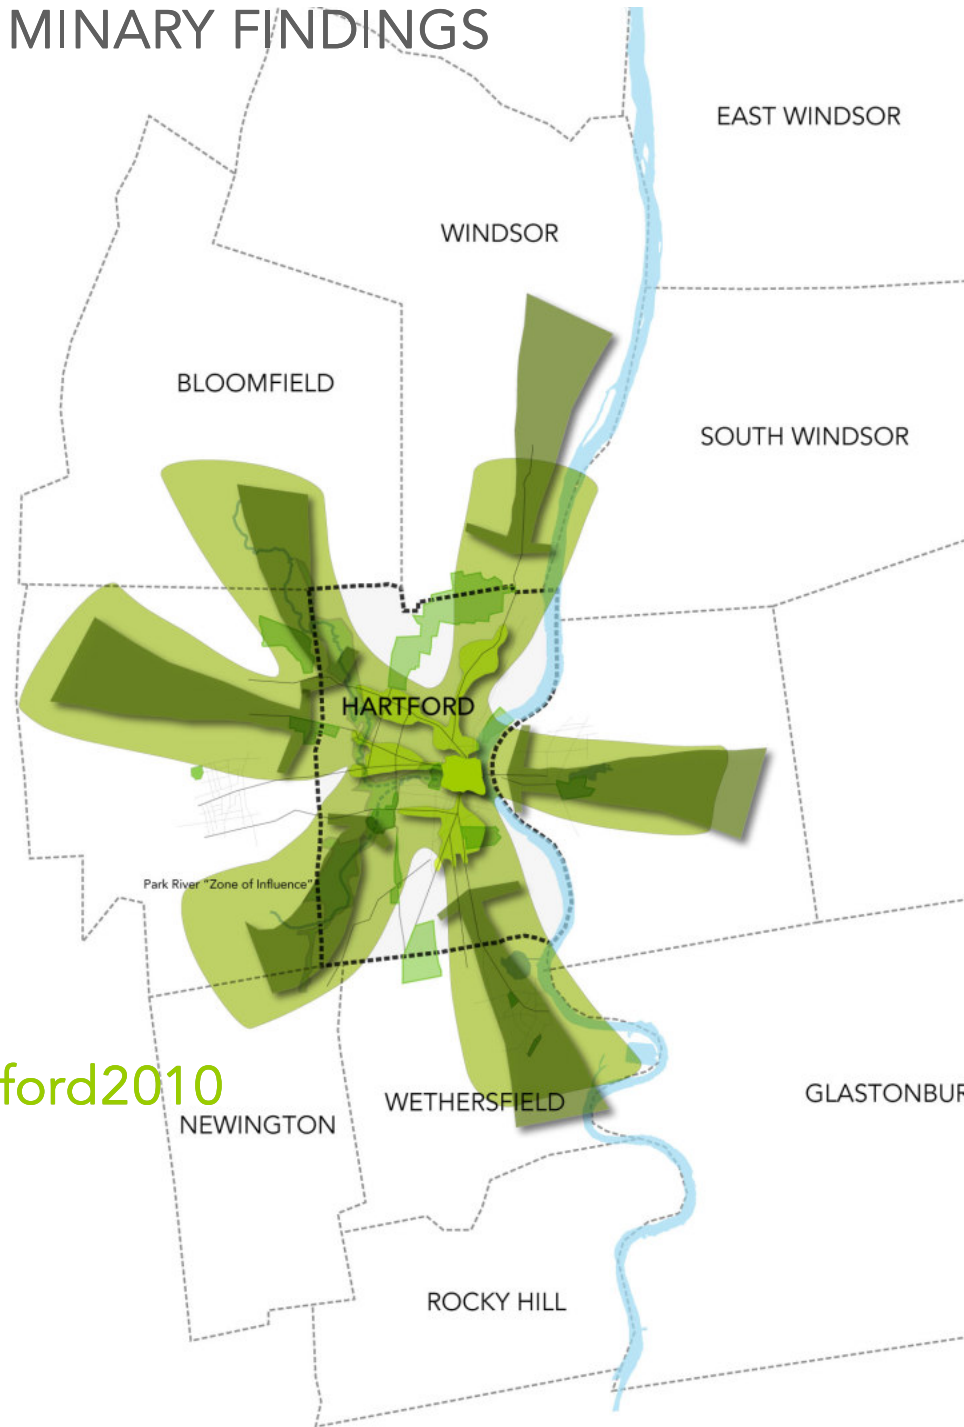 MINARY FINDINGS
EAST WINDSOR
WINDSOR
BLOOMFIELD
SOUTH WINDSOR
HARTFORD
Park River "Zone of Influence"
ford2010
WETHERSFIELD
GLASTONBUR
NEWINGTON
ROCKY HILL